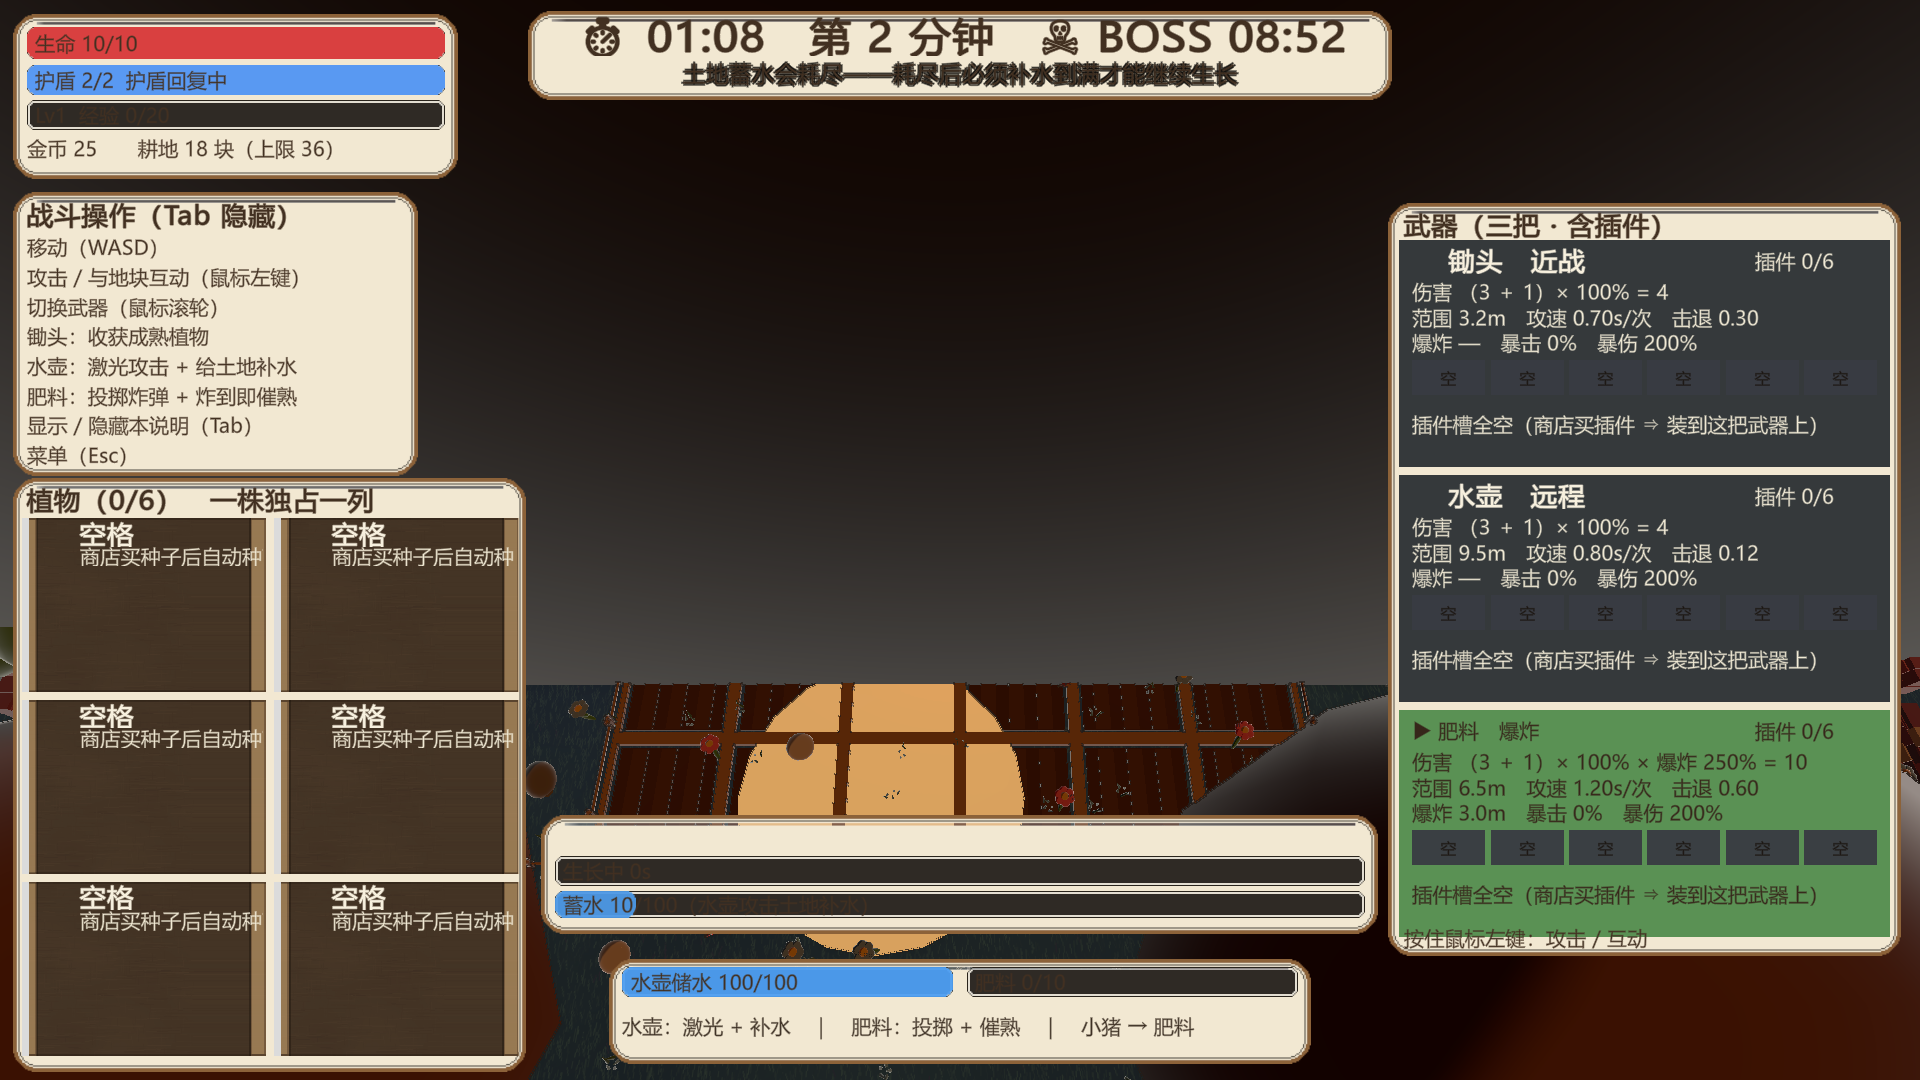 生命 10/10
护盾 2/2 护盾回复中
Lv1 经验 0/20
金币 25 耕地 18 块（上限 36）
01:08 第 2 分钟 BOSS 08:52
土地蓄水会耗尽——耗尽后必须补水到满才能继续生长
战斗操作（Tab 隐藏）
移动（WASD）
攻击 / 与地块互动（鼠标左键）
切换武器（鼠标滚轮）
锄头：收获成熟植物
水壶：激光攻击 + 给土地补水
肥料：投掷炸弹 + 炸到即催熟
显示 / 隐藏本说明（Tab）
菜单（Esc）
植物（0/6） 一株独占一列
空格
商店买种子后自动种
空格
商店买种子后自动种
空格
商店买种子后自动种
空格
商店买种子后自动种
空格
商店买种子后自动种
空格
商店买种子后自动种
生长中 0s
蓄水 10/100（水壶攻击土地补水）
水壶储水 100/100
肥料 0/10
水壶：激光 + 补水 | 肥料：投掷 + 催熟 | 小猪 → 肥料
武器（三把 · 含插件）
锄头 近战 插件 0/6
伤害 （3 + 1）× 100% = 4
范围 3.2m 攻速 0.70s/次 击退 0.30
爆炸 — 暴击 0% 暴伤 200%
空 空 空 空 空 空
插件槽全空（商店买插件 ⇒ 装到这把武器上）
水壶 远程 插件 0/6
伤害 （3 + 1）× 100% = 4
范围 9.5m 攻速 0.80s/次 击退 0.12
爆炸 — 暴击 0% 暴伤 200%
空 空 空 空 空 空
插件槽全空（商店买插件 ⇒ 装到这把武器上）
▶ 肥料 爆炸 插件 0/6
伤害 （3 + 1）× 100% × 爆炸 250% = 10
范围 6.5m 攻速 1.20s/次 击退 0.60
爆炸 3.0m 暴击 0% 暴伤 200%
空 空 空 空 空 空
插件槽全空（商店买插件 ⇒ 装到这把武器上）
按住鼠标左键：攻击 / 互动